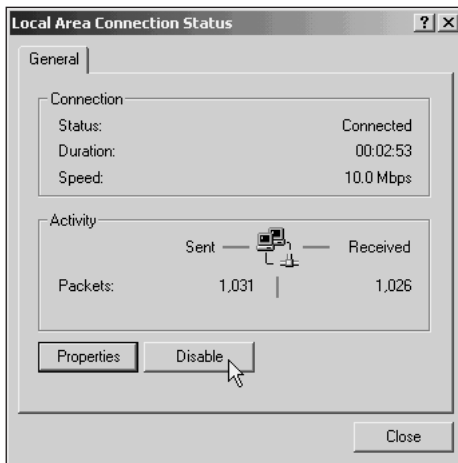 Local Area Connection Status
General
Connection
Status: Connected
Duration: 00:02:53
Speed: 10.0 Mbps
Activity
Sent Received
Packets: 1,031 1,026
Properties Disable
Close